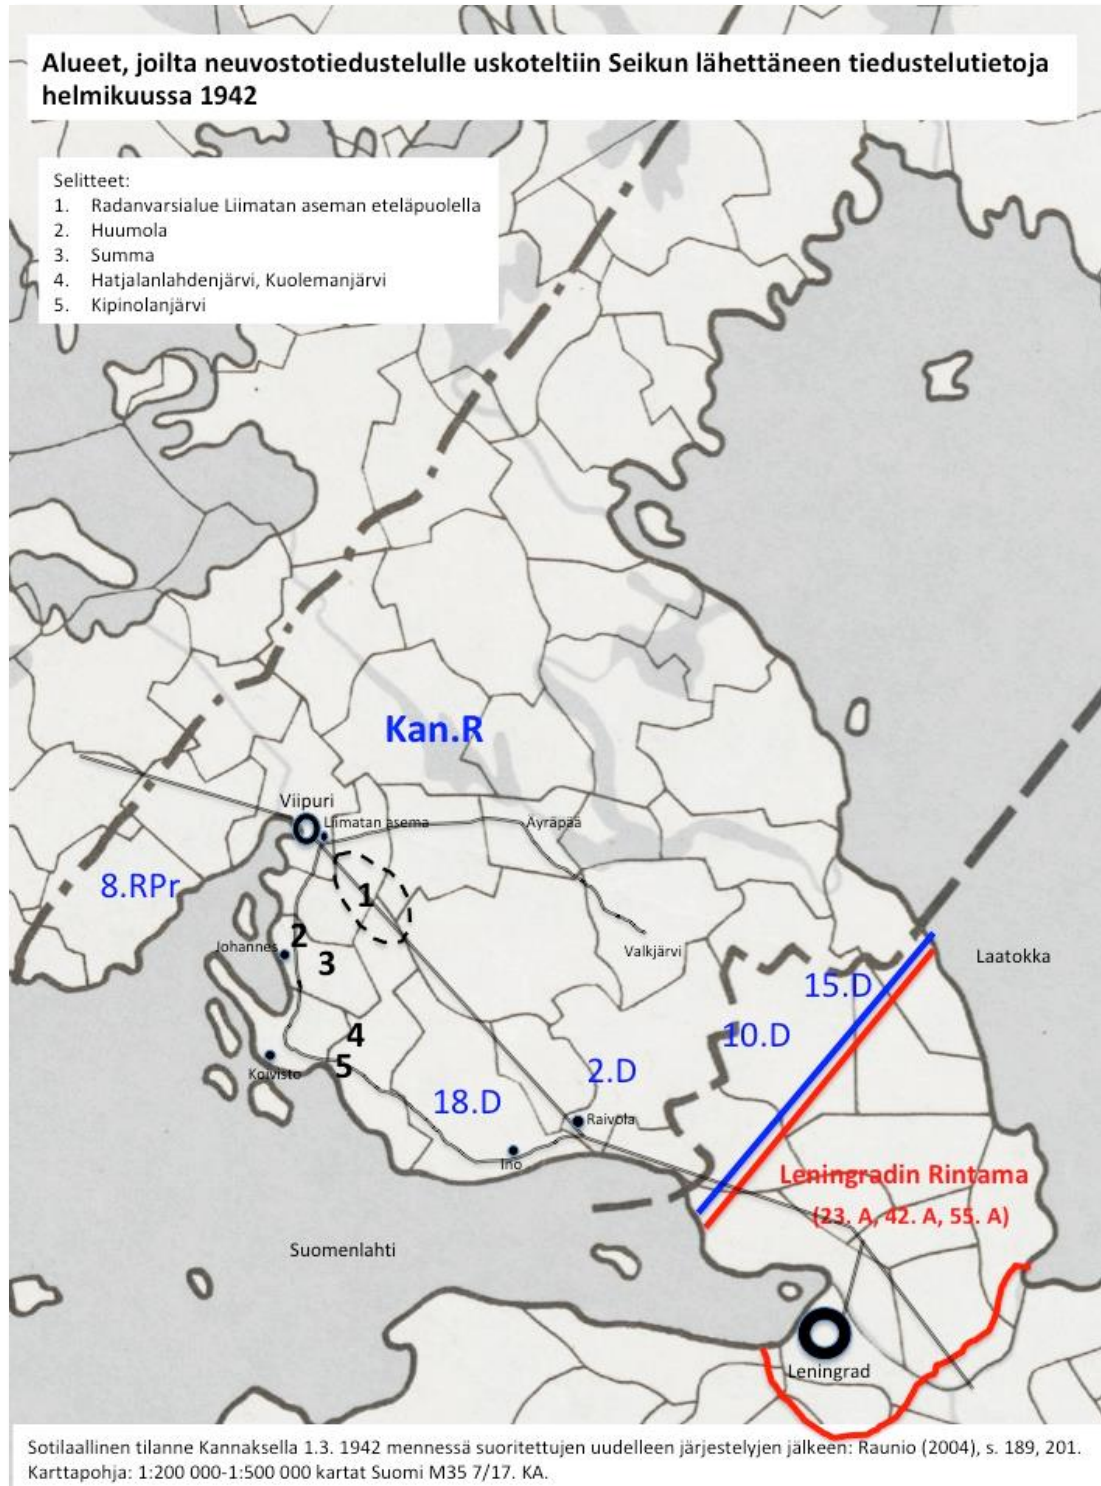 Alueet, joilta neuvostotiedustelulle uskoteltiin Seikun lähettäneen tiedustelutietoja
helmikuussa 1942
Selitteet:
1. Radanvarsialue Liimatan aseman eteläpuolella
2. Huumola
3. Summa
4. Hatjalanlahdenjärvi, Kuolemanjärvi
5. Kipinolanjärvi
Kan.R
Viipuri
Liimatan asema
Äyräpää
8.RPr
1
2
Johannes
3
Valkjärvi
Laatokka
15.D
10.D
4
5
Koivisto
2.D
18.D
Raivola
Ino
Leningradin Rintama
(23. A, 42. A, 55. A)
Suomenlahti
Leningrad
Sotilaallinen tilanne Kannaksella 1.3. 1942 mennessä suoritettujen uudelleen järjestelyjen jälkeen: Raunio (2004), s. 189, 201.
Karttapohja: 1:200 000-1:500 000 kartat Suomi M35 7/17. KA.